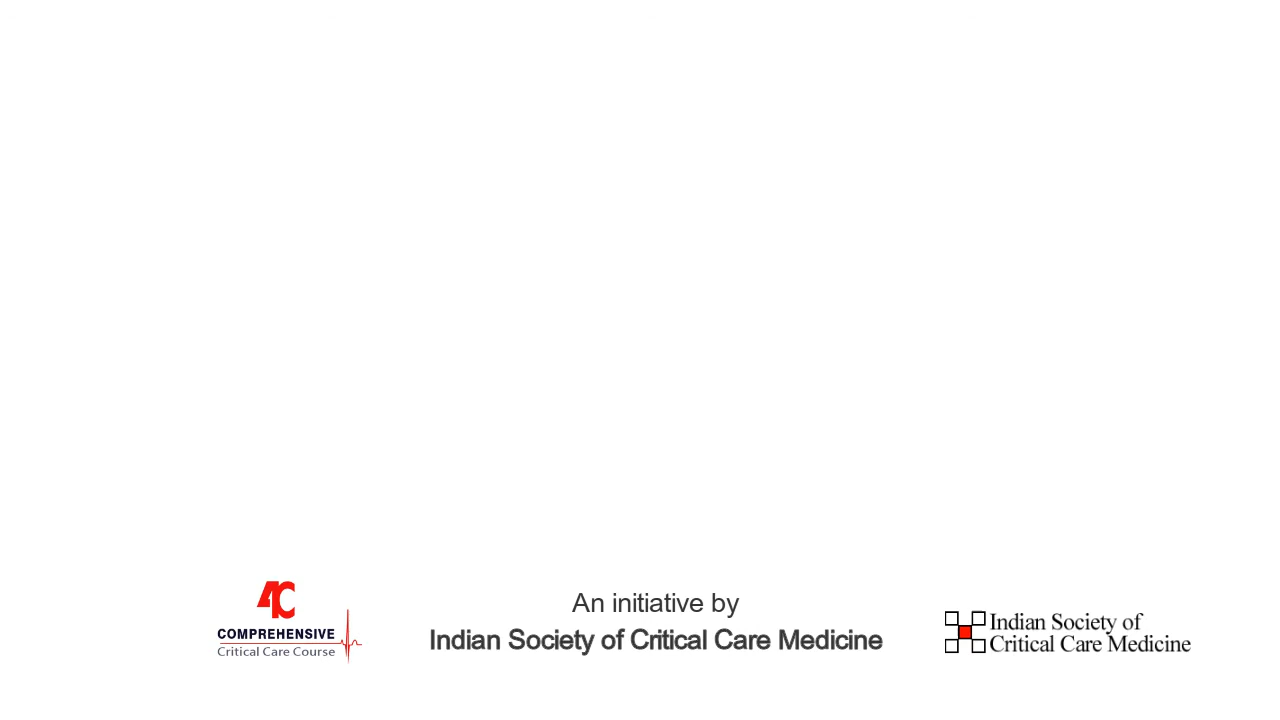 4C
COMPREHENSIVE
Critical Care Course
An initiative by
Indian Society of Critical Care Medicine
Indian Society of
Critical Care Medicine